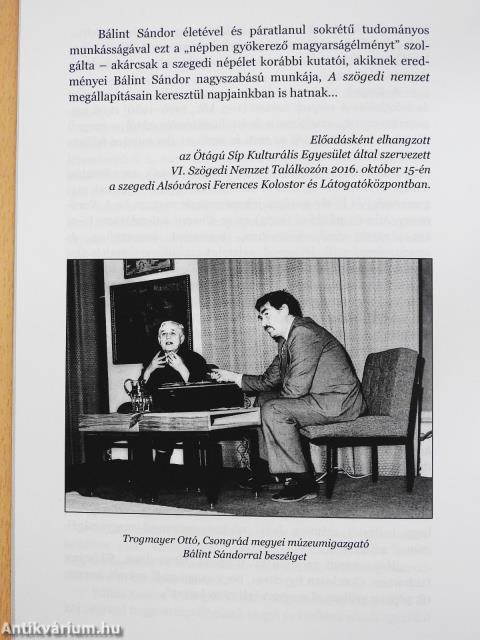 Bálint Sándor életével és páratlanul sokrétű tudományos
munkásságával ezt a „népben gyökerező magyarságélményt” szol-
gálta – akárcsak a szegedi népélet korábbi kutatói, akiknek ered-
ményei Bálint Sándor nagyszabású munkája, A szögedi nemzet
megállapításain keresztül napjainkban is hatnak...
Előadásként elhangzott
az Ötágú Síp Kulturális Egyesület által szervezett
VI. Szögedi Nemzet Találkozón 2016. október 15-én
a szegedi Alsóvárosi Ferences Kolostor és Látogatóközpontban.
Trogmayer Ottó, Csongrád megyei múzeumigazgató
Bálint Sándorral beszélget
Antikvárium.hu